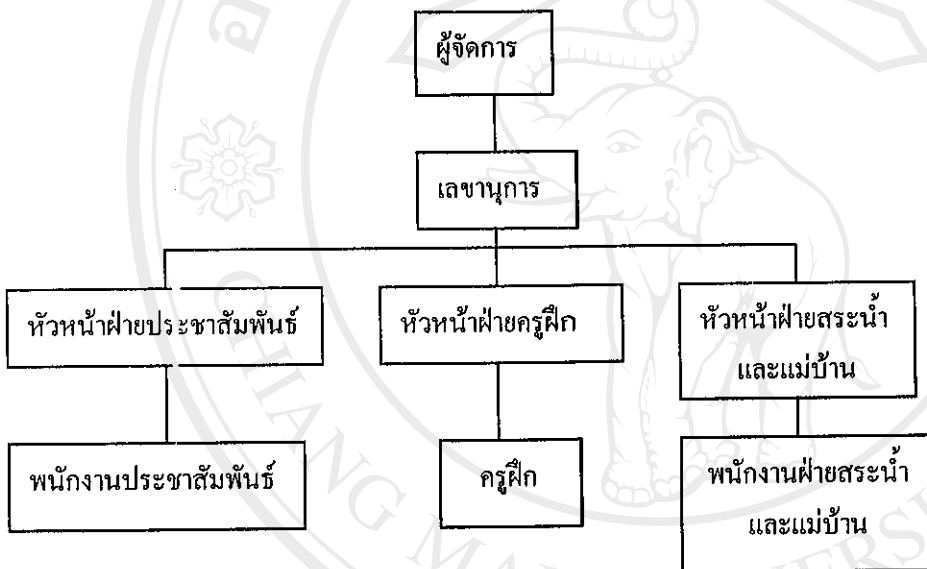 ผู้จัดการ
เลขานุการ
หัวหน้าฝ่ายประชาสัมพันธ์
หัวหน้าฝ่ายครูฝึก
หัวหน้าฝ่ายสระน้ำ
และแม่บ้าน
พนักงานประชาสัมพันธ์
ครูฝึก
พนักงานฝ่ายสระน้ำ
และแม่บ้าน
CHIANG MAI